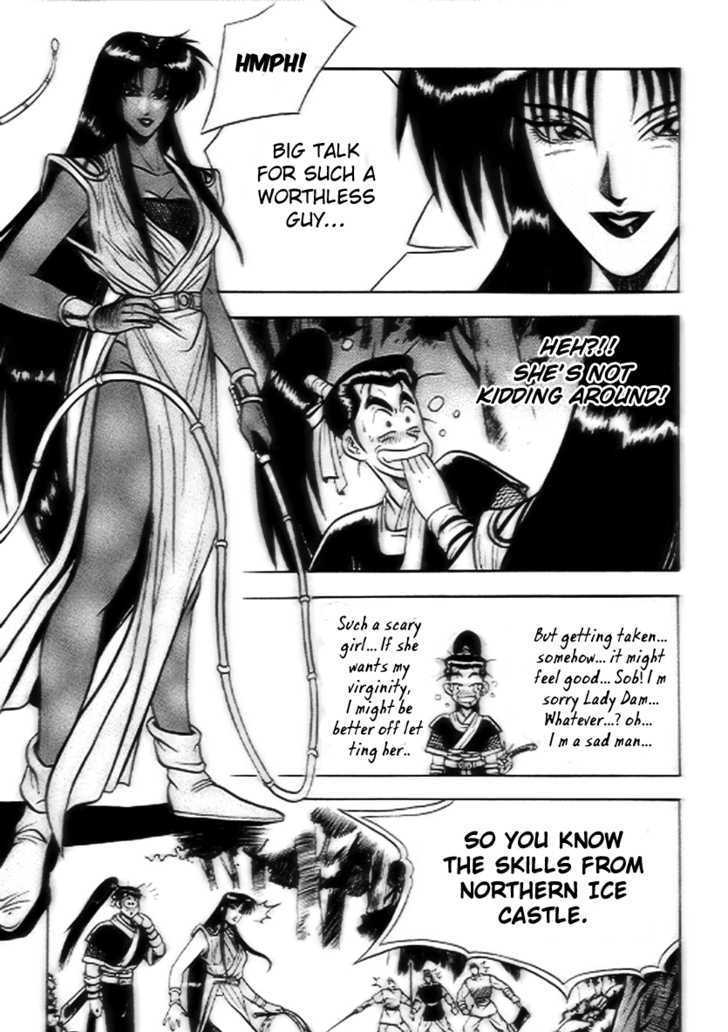 HMPH!
BIG TALK
FOR SUCH A
WORTHLESS
GUY...
HEH?!!
SHE'S NOT
KIDDING AROUND!
Such a scary
girl... If she
wants my
virginity,
I might be
better off let
ting her..
But getting taken...
somehow... it might
feel good... Sob! I m
sorry Lady Dam...
Whatever...? oh...
I m a sad man...
SO YOU KNOW
THE SKILLS FROM
NORTHERN ICE
CASTLE.